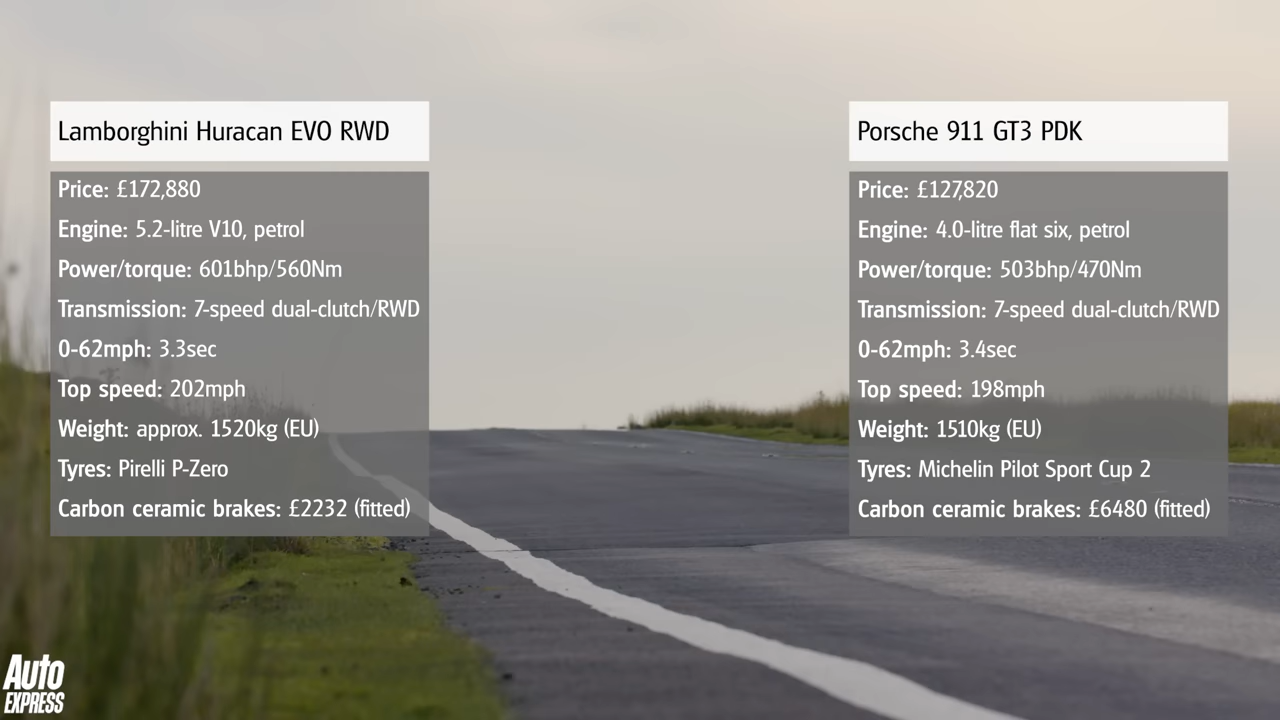 Lamborghini Huracan EVO RWD
Price: £172,880
Engine: 5.2-litre V10, petrol
Power/torque: 601bhp/560Nm
Transmission: 7-speed dual-clutch/RWD
0-62mph: 3.3sec
Top speed: 202mph
Weight: approx. 1520kg (EU)
Tyres: Pirelli P-Zero
Carbon ceramic brakes: £2232 (fitted)
Porsche 911 GT3 PDK
Price: £127,820
Engine: 4.0-litre flat six, petrol
Power/torque: 503bhp/470Nm
Transmission: 7-speed dual-clutch/RWD
0-62mph: 3.4sec
Top speed: 198mph
Weight: 1510kg (EU)
Tyres: Michelin Pilot Sport Cup 2
Carbon ceramic brakes: £6480 (fitted)
Auto
EXPRESS